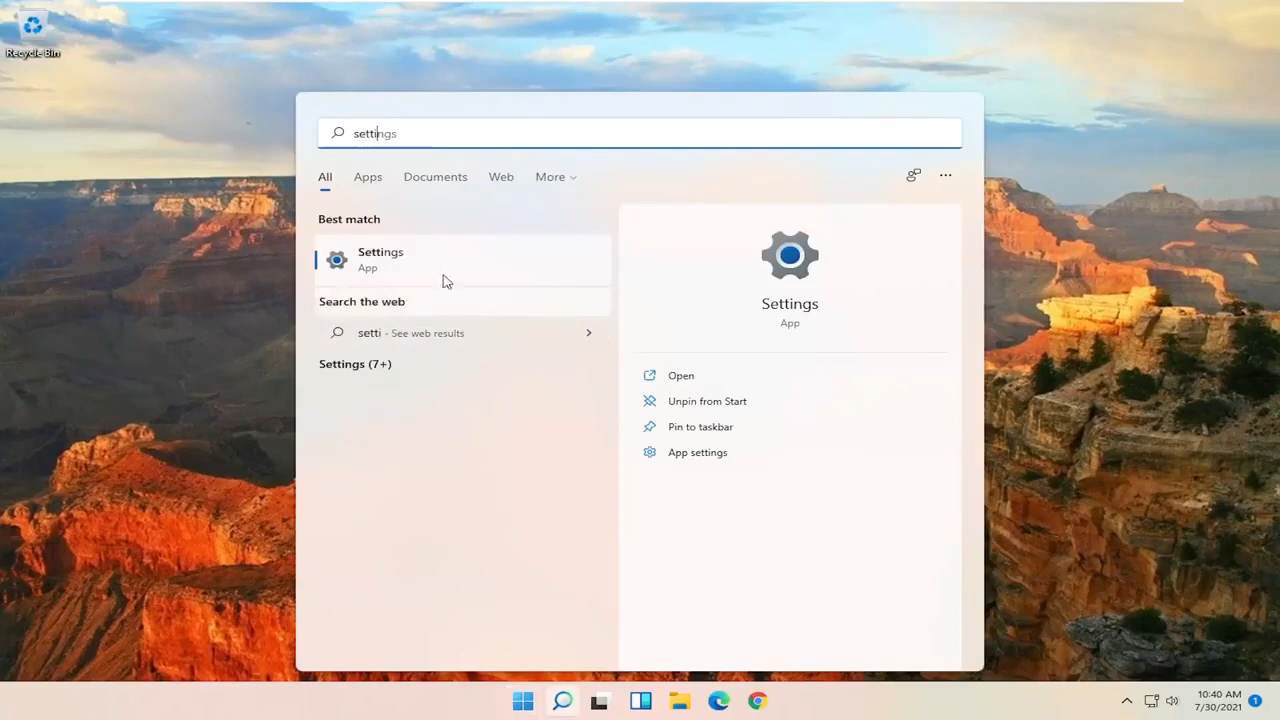 Recycle Bin
settings
All Apps Documents Web More
Best match
Settings
App
Search the web
setti - See web results
Settings (7+)
Settings
App
Open
Unpin from Start
Pin to taskbar
App settings
10:40 AM
7/30/2021
1